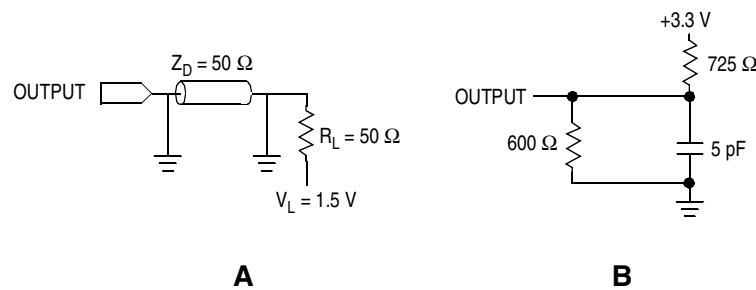 Z_D = 50 Ω
OUTPUT
R_L = 50 Ω
V_L = 1.5 V
A
+3.3 V
725 Ω
OUTPUT
600 Ω
5 pF
B